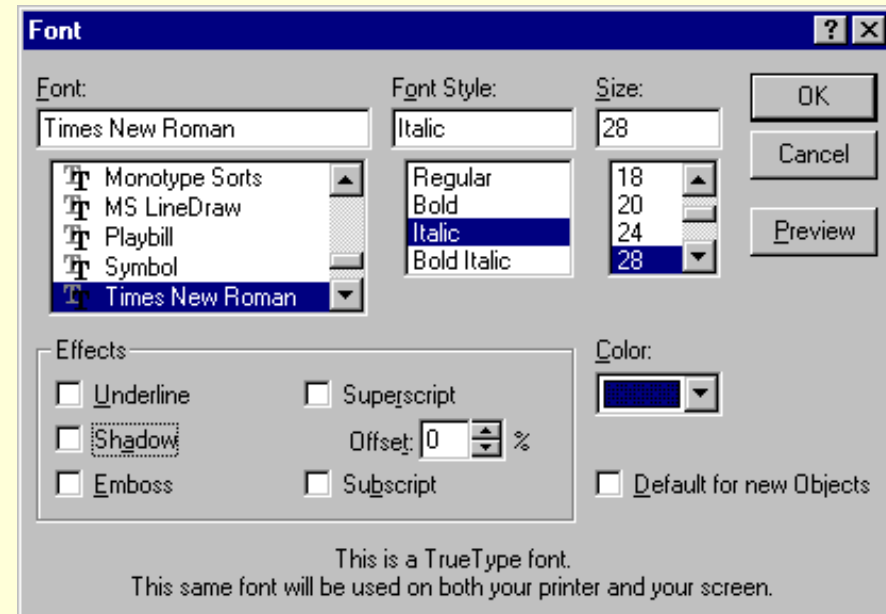 Font
Font: Font Style: Size:
Times New Roman Italic 28
OK
Cancel
Preview
Monotype Sorts
MS LineDraw
Playbill
Symbol
Times New Roman
Regular
Bold
Italic
Bold Italic
18
20
24
28
Effects
Underline
Shadow
Emboss
Superscript
Offset: 0 %
Subscript
Color:
Default for new Objects
This is a TrueType font.
This same font will be used on both your printer and your screen.